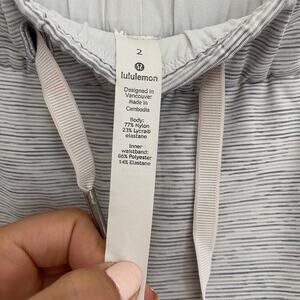 2
lululemon
Designed in
Vancouver
Made in
Cambodia
Body:
77% Nylon
23% Lycra®
elastane
Inner
waistband:
86% Polyester
14% Elastane